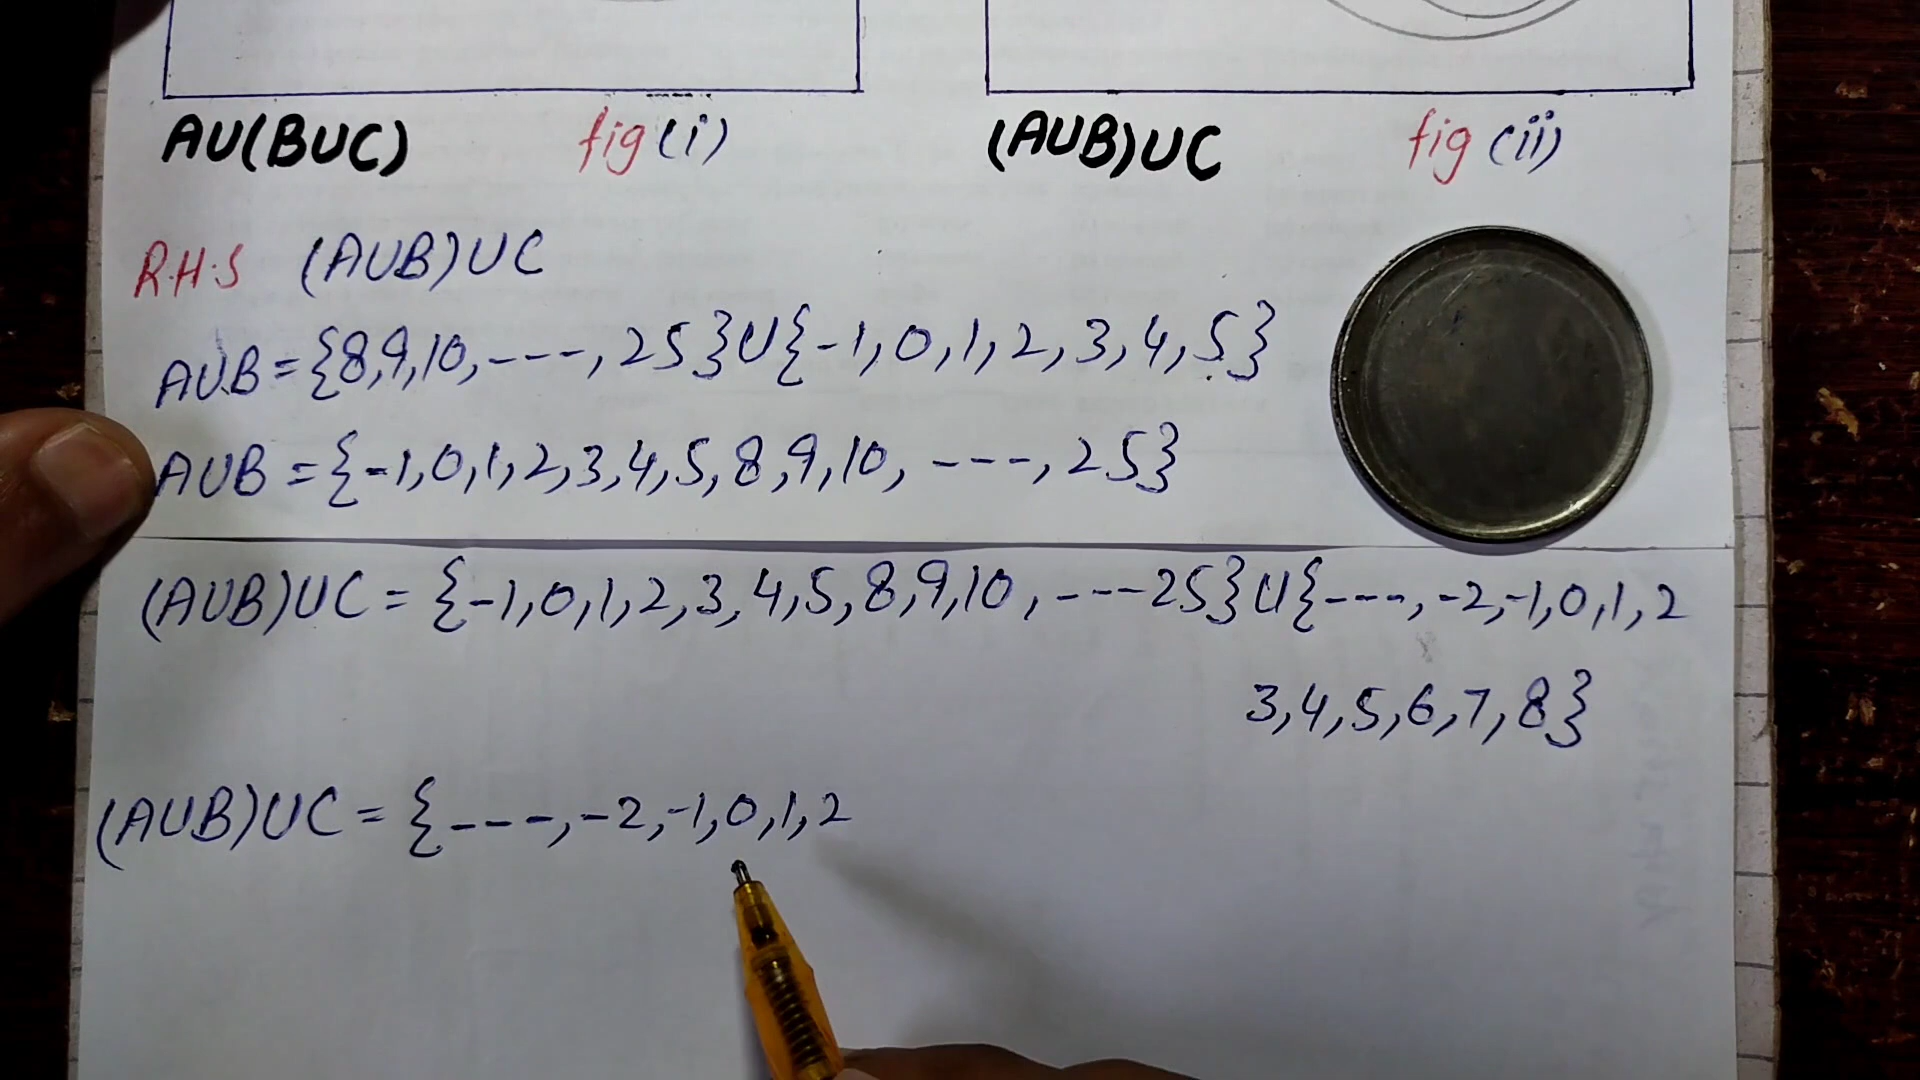 AU(BUC) fig (i) (AUB)UC fig (ii)
R.H.S (AUB)UC
AUB = {8,9,10, ---, 25}U{-1,0,1,2,3,4,5}
AUB = {-1,0,1,2,3,4,5,8,9,10, ---, 25}
(AUB)UC = {-1,0,1,2,3,4,5,8,9,10, ---25}U{---,-2,-1,0,1,2
3,4,5,6,7,8}
(AUB)UC = {---,-2,-1,0,1,2